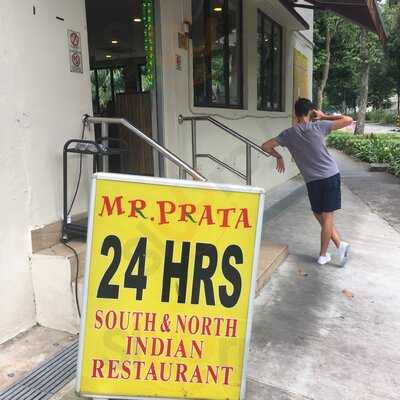 MR.PRATA
24 HRS
SOUTH & NORTH
INDIAN
RESTAURANT